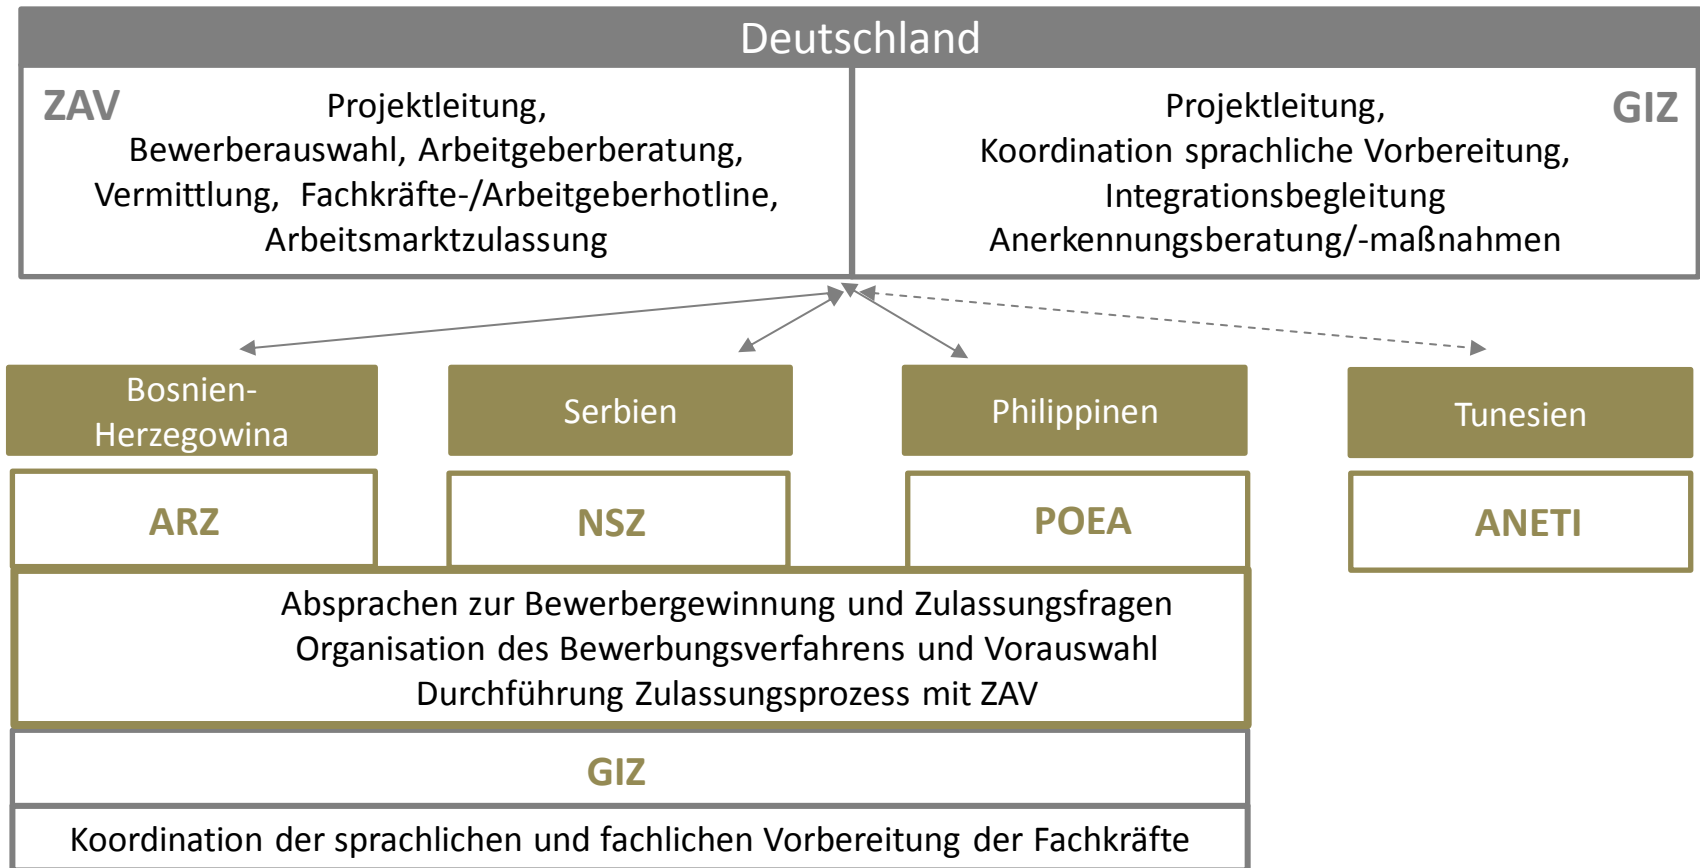 Deutschland
ZAV
Projektleitung,
Bewerberauswahl, Arbeitgeberberatung,
Vermittlung, Fachkräfte-/Arbeitgeberhotline,
Arbeitsmarktzulassung
GIZ
Projektleitung,
Koordination sprachliche Vorbereitung,
Integrationsbegleitung
Anerkennungsberatung/-maßnahmen
Bosnien-
Herzegowina
Serbien
Philippinen
Tunesien
ARZ
NSZ
POEA
ANETI
Absprachen zur Bewerbergewinnung und Zulassungsfragen
Organisation des Bewerbungsverfahrens und Vorauswahl
Durchführung Zulassungsprozess mit ZAV
GIZ
Koordination der sprachlichen und fachlichen Vorbereitung der Fachkräfte